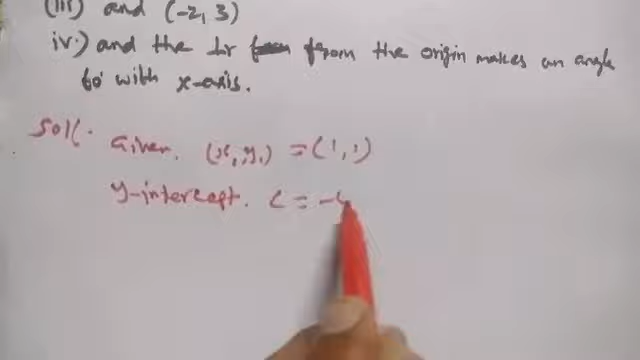 (iii) and (-2, 3)
iv.) and the ⊥r from the origin makes an angle
60° with x-axis.
Sol:
Given. (x₁, y₁) = (1, 1)
y-intercept. c = -4